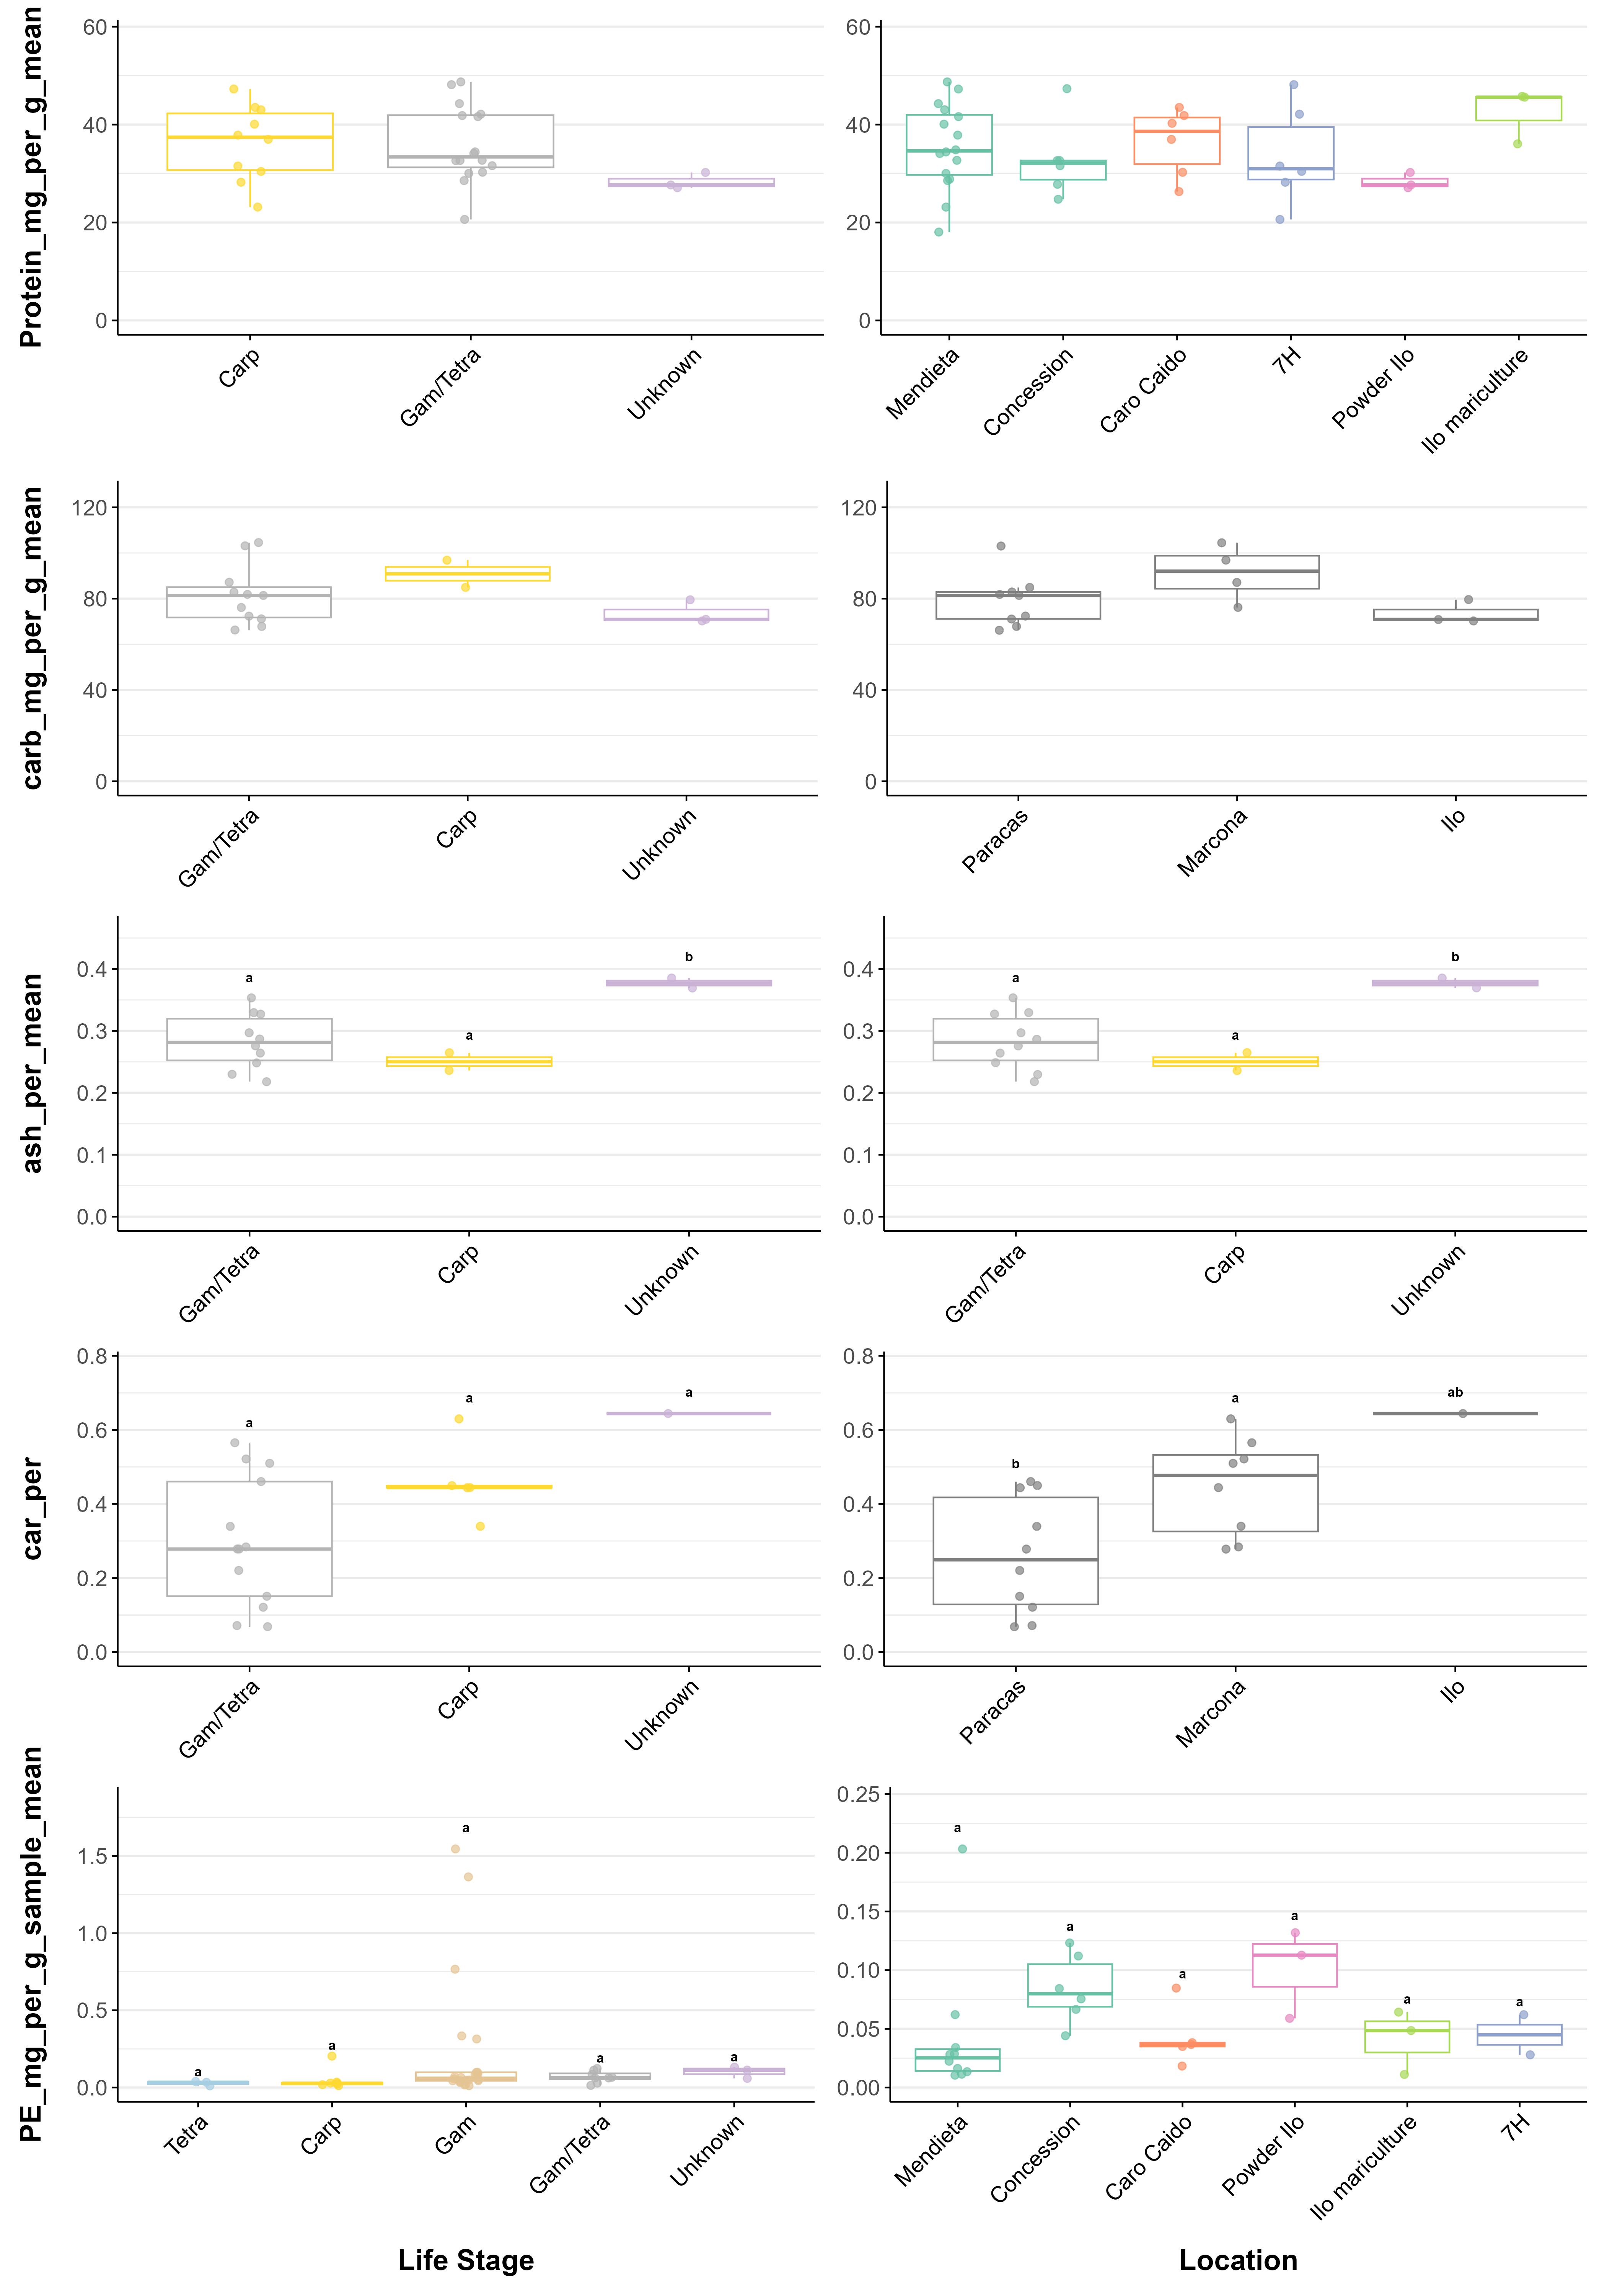 Protein_mg_per_g_mean
60
40
20
0
Carp
Gam/Tetra
Unknown
60
40
20
0
Mendieta
Concession
Caro Caido
7H
Powder Ilo
Ilo mariculture
carb_mg_per_g_mean
120
80
40
0
Gam/Tetra
Carp
Unknown
120
80
40
0
Paracas
Marcona
Ilo
ash_per_mean
0.4
0.3
0.2
0.1
0.0
a
a
b
Gam/Tetra
Carp
Unknown
0.4
0.3
0.2
0.1
0.0
a
a
b
Gam/Tetra
Carp
Unknown
car_per
0.8
0.6
0.4
0.2
0.0
a
a
a
Gam/Tetra
Carp
Unknown
0.8
0.6
0.4
0.2
0.0
b
a
ab
Paracas
Marcona
Ilo
PE_mg_per_g_sample_mean
1.5
1.0
0.5
0.0
a
a
a
a
a
Tetra
Carp
Gam
Gam/Tetra
Unknown
0.25
0.20
0.15
0.10
0.05
0.00
a
a
a
a
a
a
Mendieta
Concession
Caro Caido
Powder Ilo
Ilo mariculture
7H
Life Stage
Location